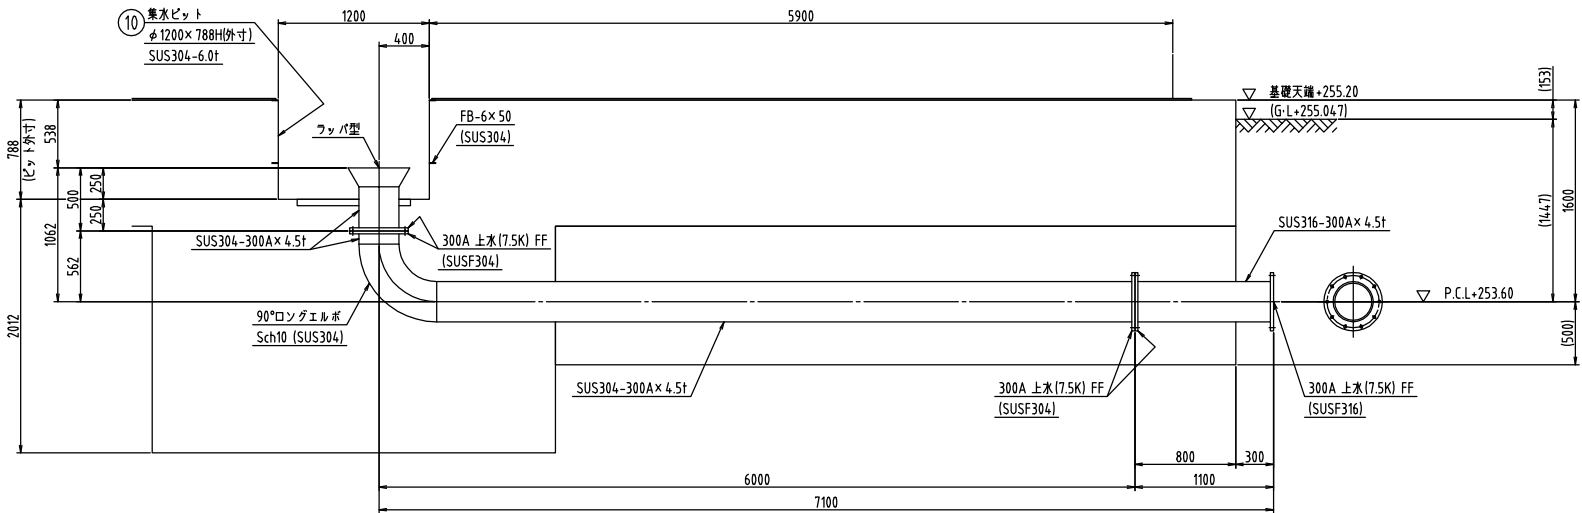 ⑩
集水ピット
φ1200×788H(外寸)
SUS304-6.0t
1200
5900
400
基礎天端+255.20
(G・L+255.047)
(153)
788
(ピット外寸)
538
ラッパ型
FB-6×50
(SUS304)
250
500
250
1062
562
2012
SUS304-300A×4.5t
300A 上水(7.5K) FF
(SUSF304)
SUS316-300A×4.5t
(1447)
1600
P.C.L+253.60
(500)
90°ロングエルボ
Sch10 (SUS304)
SUS304-300A×4.5t
300A 上水(7.5K) FF
(SUSF304)
300A 上水(7.5K) FF
(SUSF316)
800
300
6000
1100
7100